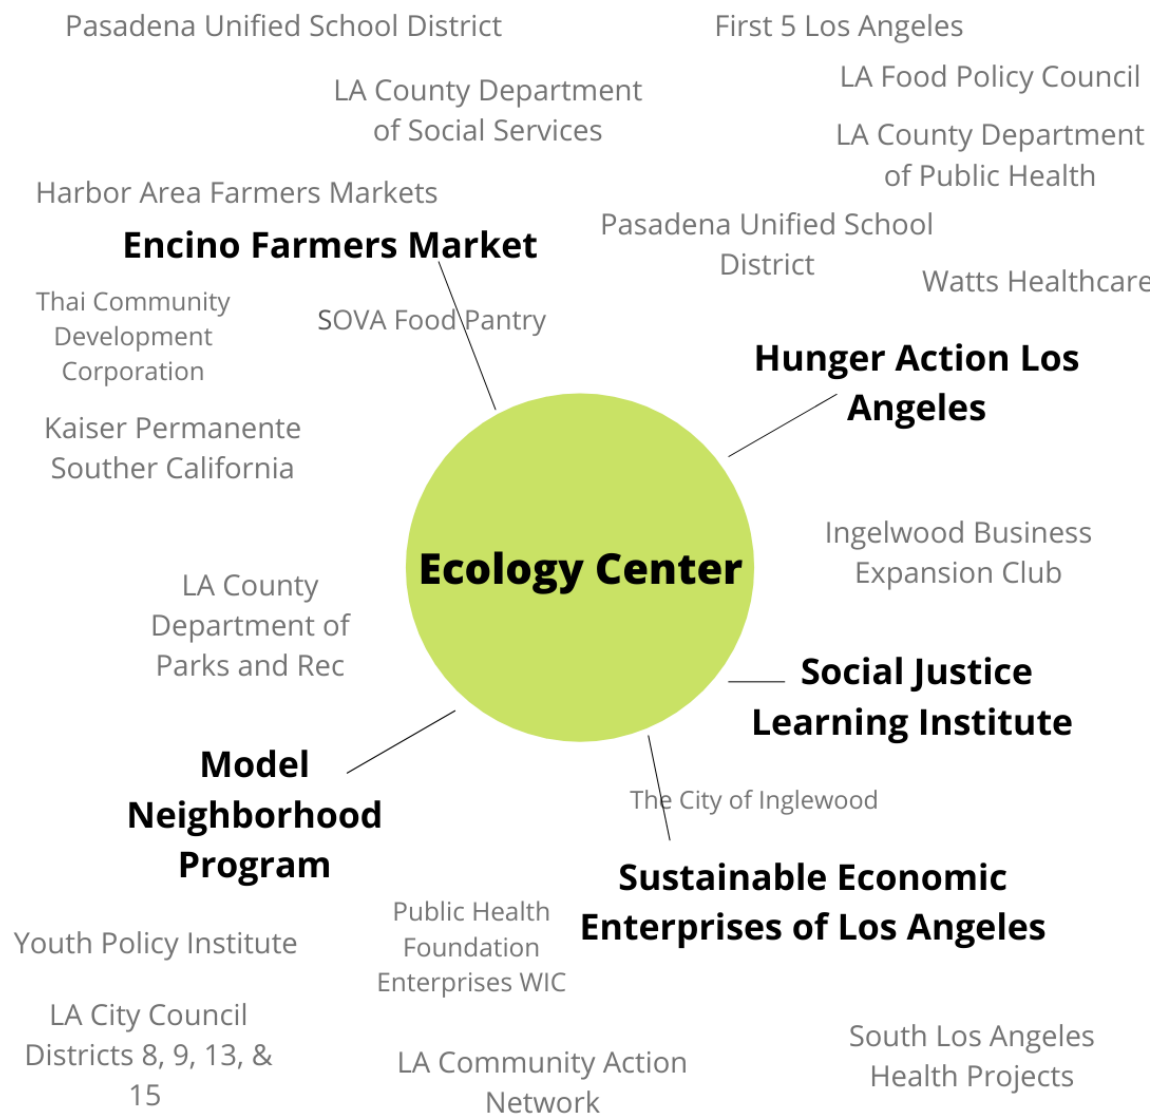 Pasadena Unified School District
First 5 Los Angeles
LA County Department
of Social Services
LA Food Policy Council
LA County Department
of Public Health
Harbor Area Farmers Markets
Encino Farmers Market
Pasadena Unified School
District
Watts Healthcare
Thai Community
Development
Corporation
SOVA Food Pantry
Hunger Action Los
Angeles
Kaiser Permanente
Souther California
Ecology Center
Ingelwood Business
Expansion Club
LA County
Department of
Parks and Rec
Social Justice
Learning Institute
Model
Neighborhood
Program
The City of Inglewood
Sustainable Economic
Enterprises of Los Angeles
Public Health
Foundation
Enterprises WIC
Youth Policy Institute
LA City Council
Districts 8, 9, 13, &
15
LA Community Action
Network
South Los Angeles
Health Projects